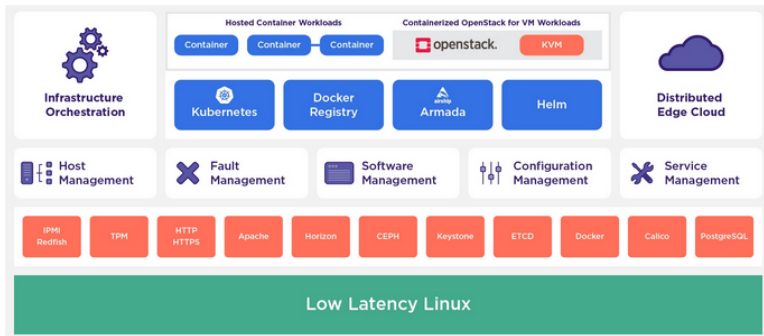 Hosted Container Workloads
Containerized OpenStack for VM Workloads
Container
Container
Container
openstack.
KVM
Infrastructure
Orchestration
Kubernetes
Docker
Registry
airship
Armada
Helm
Distributed
Edge Cloud
Host
Management
Fault
Management
Software
Management
Configuration
Management
Service
Management
IPMI
Redfish
TPM
HTTP
HTTPS
Apache
Horizon
CEPH
Keystone
ETCD
Docker
Calico
PostgreSQL
Low Latency Linux